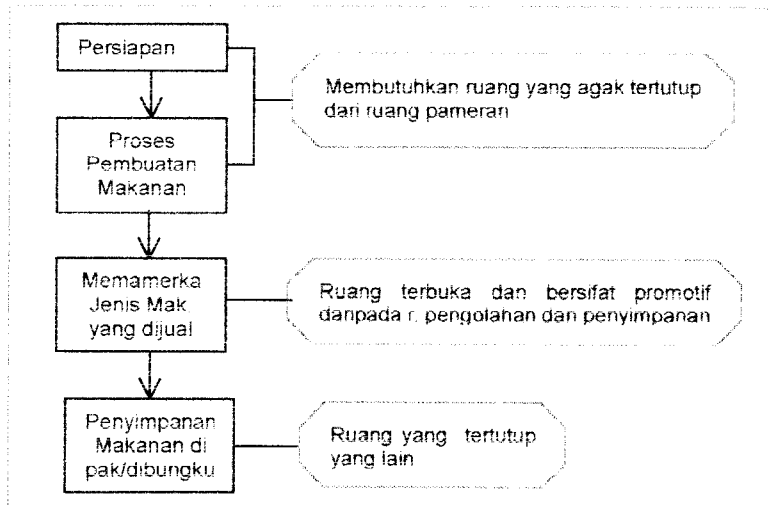 Persiapan
Membutuhkan ruang yang agak tertutup
dari ruang pameran
Proses
Pembuatan
Makanan
Memamerka
Jenis Mak.
yang dijual
Ruang terbuka dan bersifat promotif
daripada r. pengolahan dan penyimpanan
Penyimpanan
Makanan di
pak/dibungku
Ruang yang tertutup
yang lain